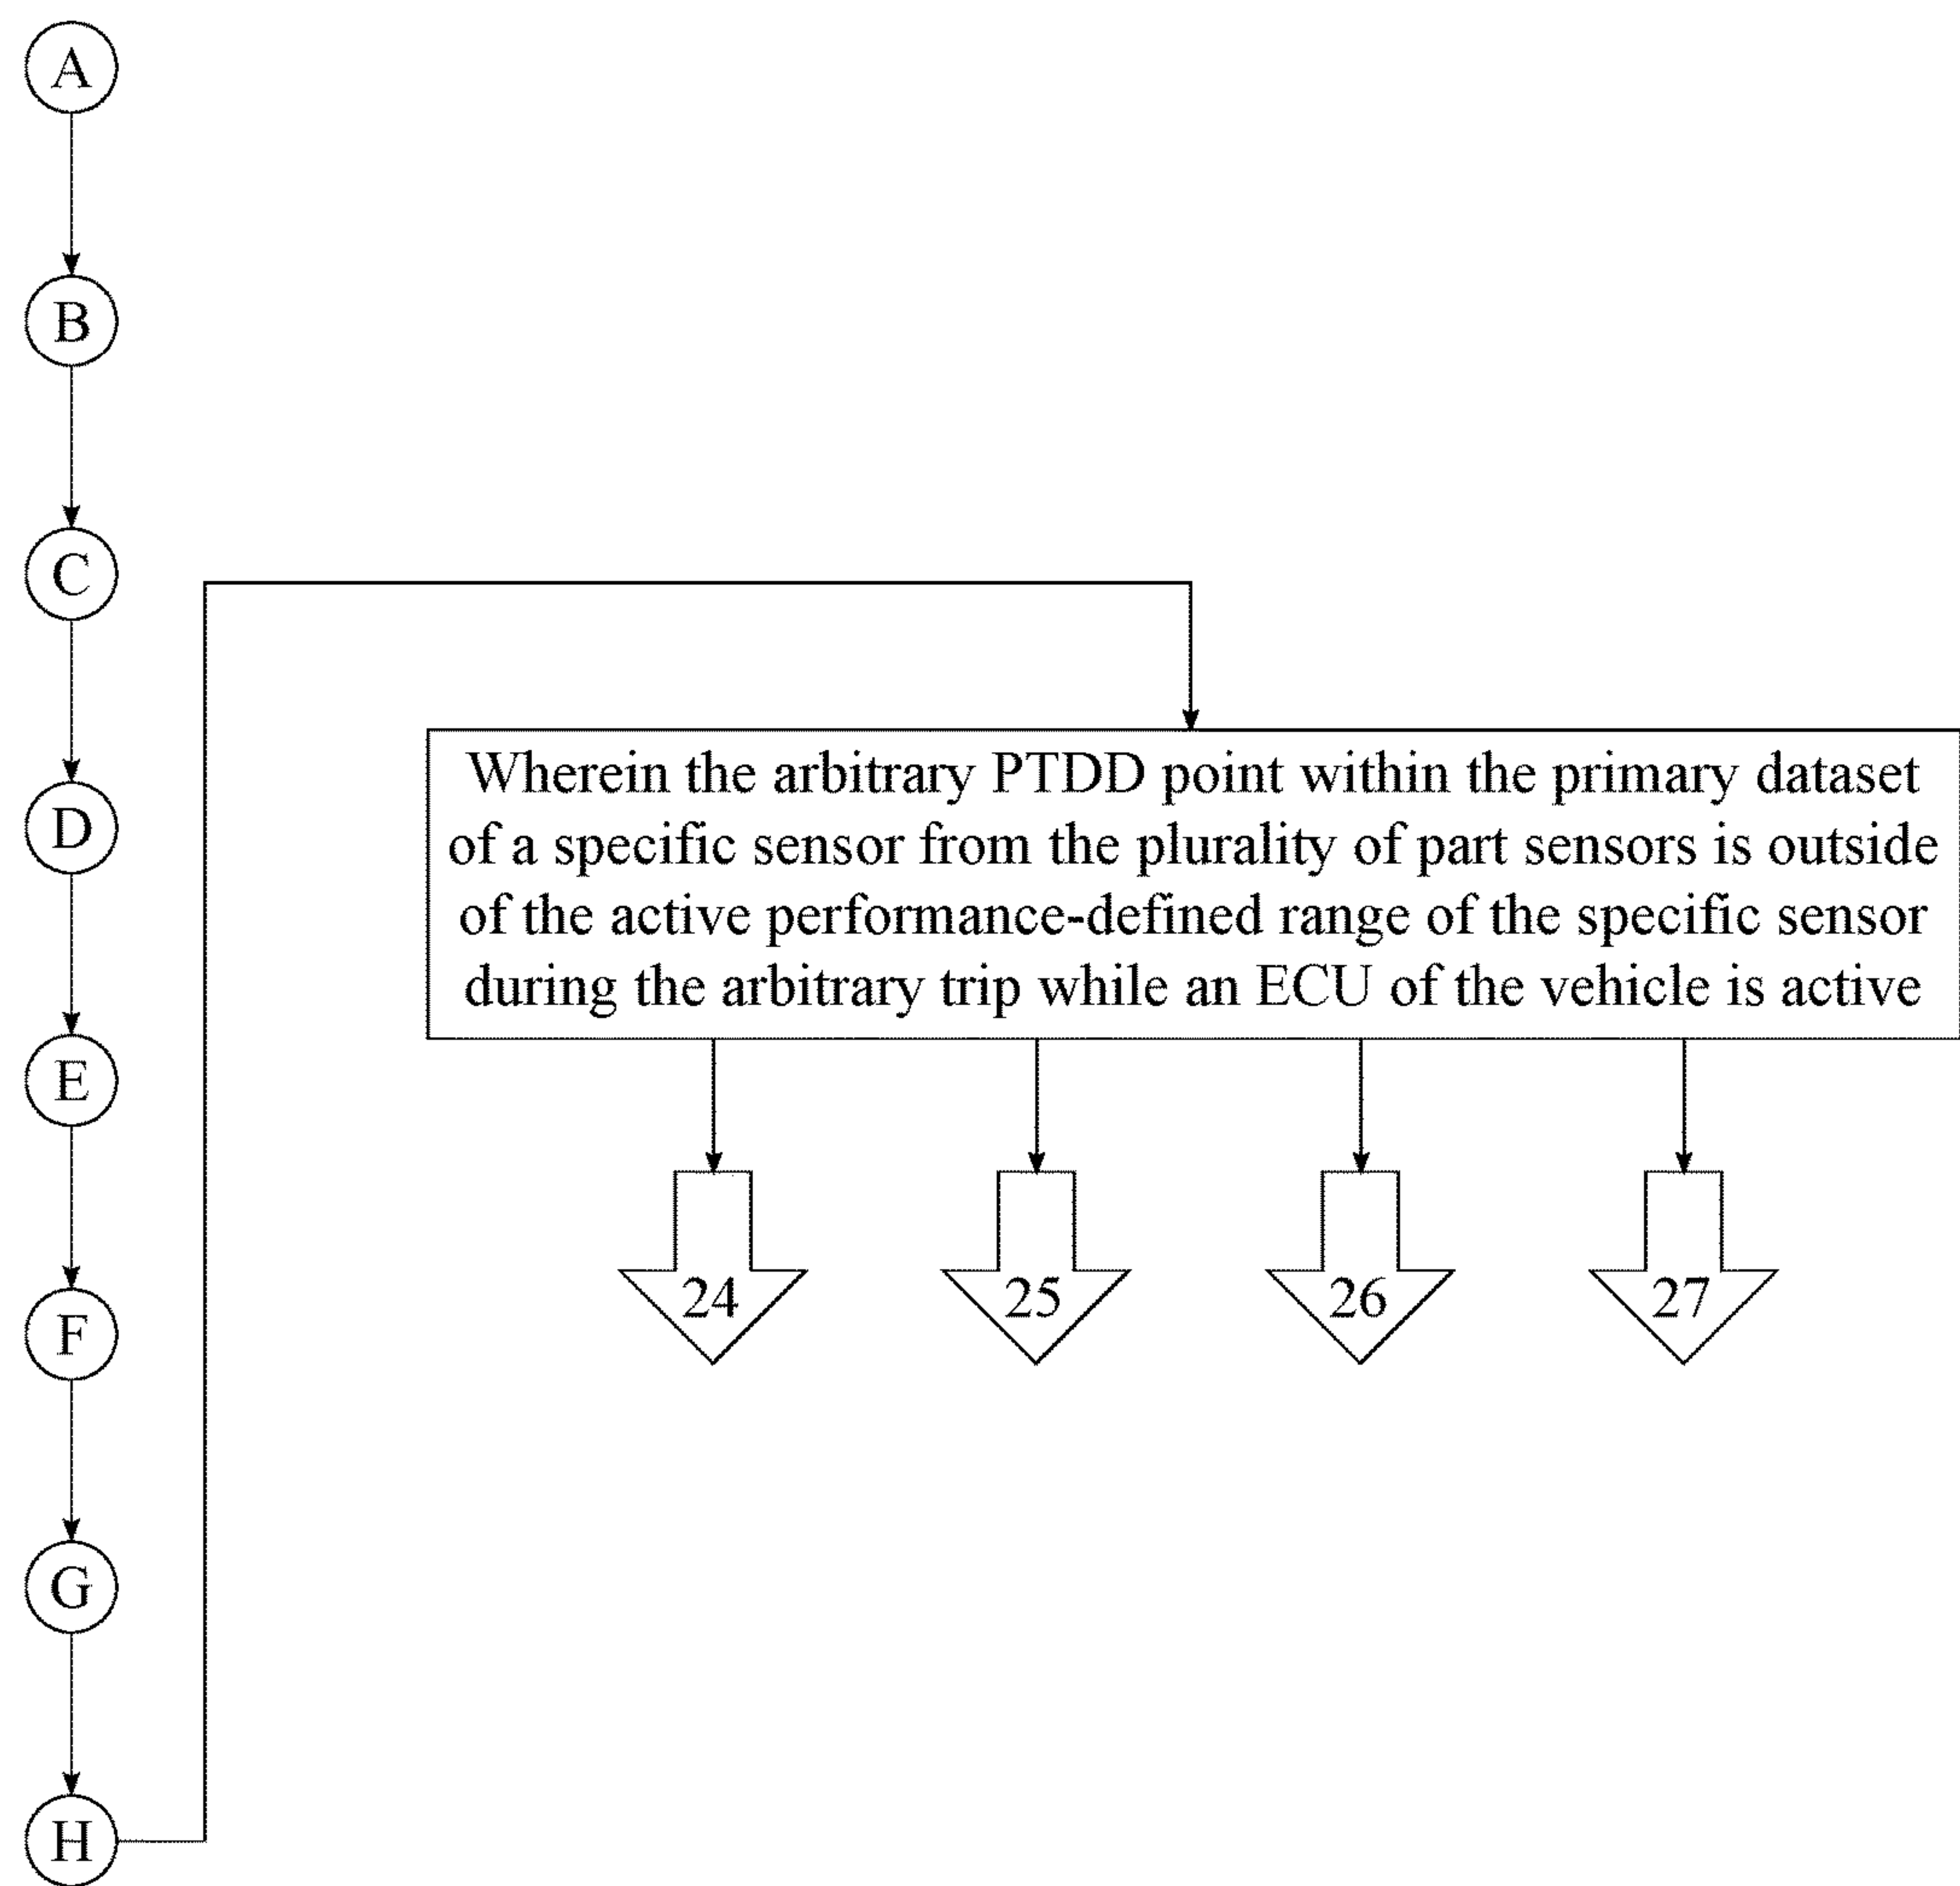 A
B
C
D
E
F
G
H
Wherein the arbitrary PTDD point within the primary dataset
of a specific sensor from the plurality of part sensors is outside
of the active performance-defined range of the specific sensor
during the arbitrary trip while an ECU of the vehicle is active
24
25
26
27